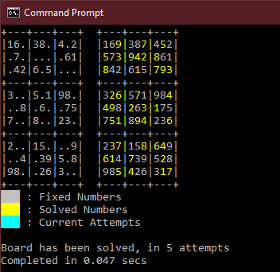 Command Prompt
+---+---+---+ +---+---+---+
|16.|38.|4.2| |169|387|452|
|.7.|...|.61| |573|942|861|
|.42|6.5|...| |842|615|793|
+---+---+---+ +---+---+---+
|3..|5.1|98.| |326|571|984|
|..8|.6.|.75| |498|263|175|
|7..|8..|23.| |751|894|236|
+---+---+---+ +---+---+---+
|2..|15.|..9| |237|158|649|
|..4|.39|5.8| |614|739|528|
|98.|.26|3..| |985|426|317|
+---+---+---+ +---+---+---+
: Fixed Numbers
: Solved Numbers
: Current Attempts
Board has been solved, in 5 attempts
Completed in 0.047 secs